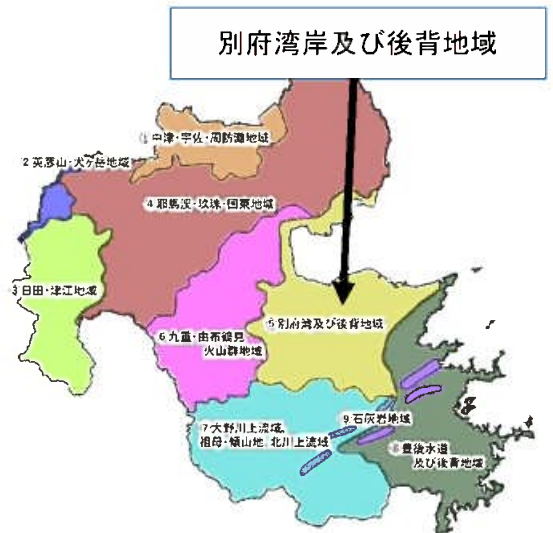 別府湾岸及び後背地域
1 中津・宇佐・周防灘地域
2 英彦山・犬ヶ岳地域
4 耶馬渓・玖珠・国東地域
3 日田・津江地域
5 別府湾及び後背地域
6 九重・由布鶴見
火山群地域
7 大野川上流域、
祖母・傾山地、北川上流域
9 石灰岩地域
8 豊後水道
及び後背地域